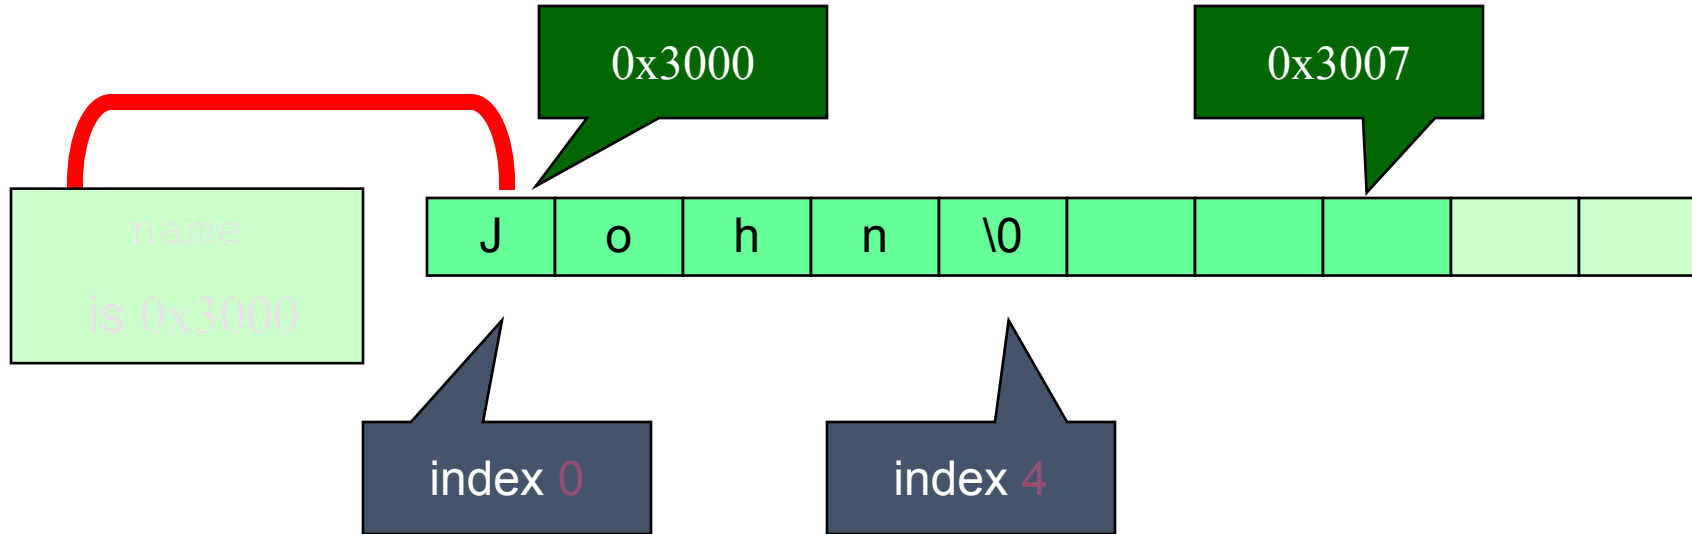 0x3000
0x3007
name
is 0x3000
J o h n \0
index 0
index 4